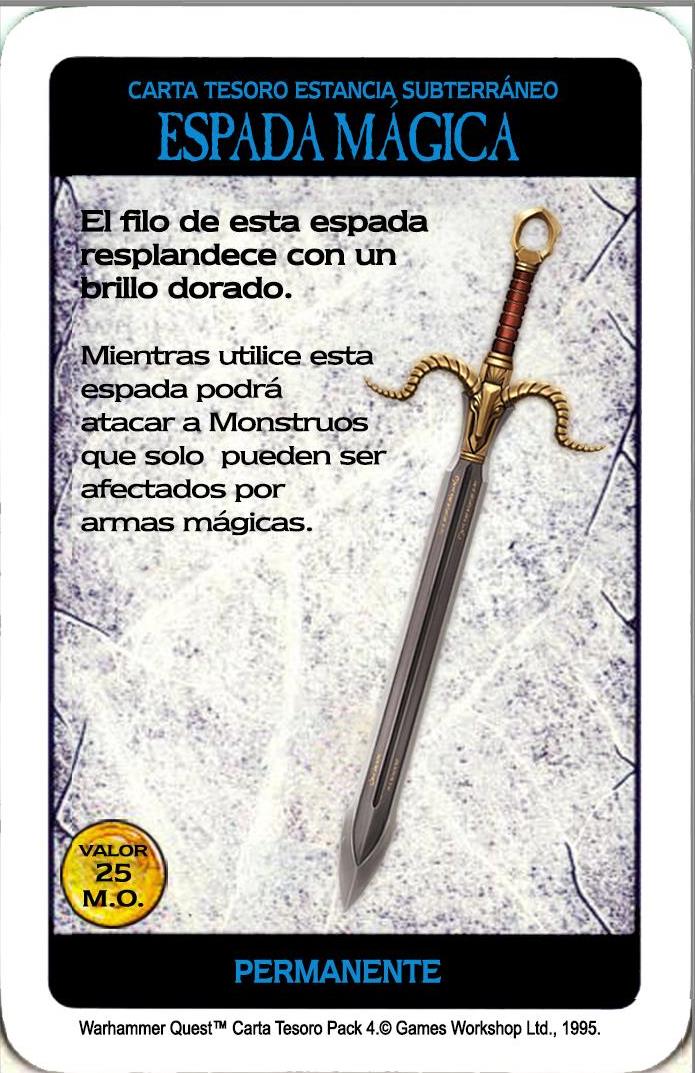 CARTA TESORO ESTANCIA SUBTERRÁNEO
ESPADA MÁGICA
El filo de esta espada
resplandece con un
brillo dorado.
Mientras utilice esta
espada podrá
atacar a Monstruos
que solo pueden ser
afectados por
armas mágicas.
VALOR
25
M.O.
PERMANENTE
Warhammer Quest™ Carta Tesoro Pack 4.© Games Workshop Ltd., 1995.